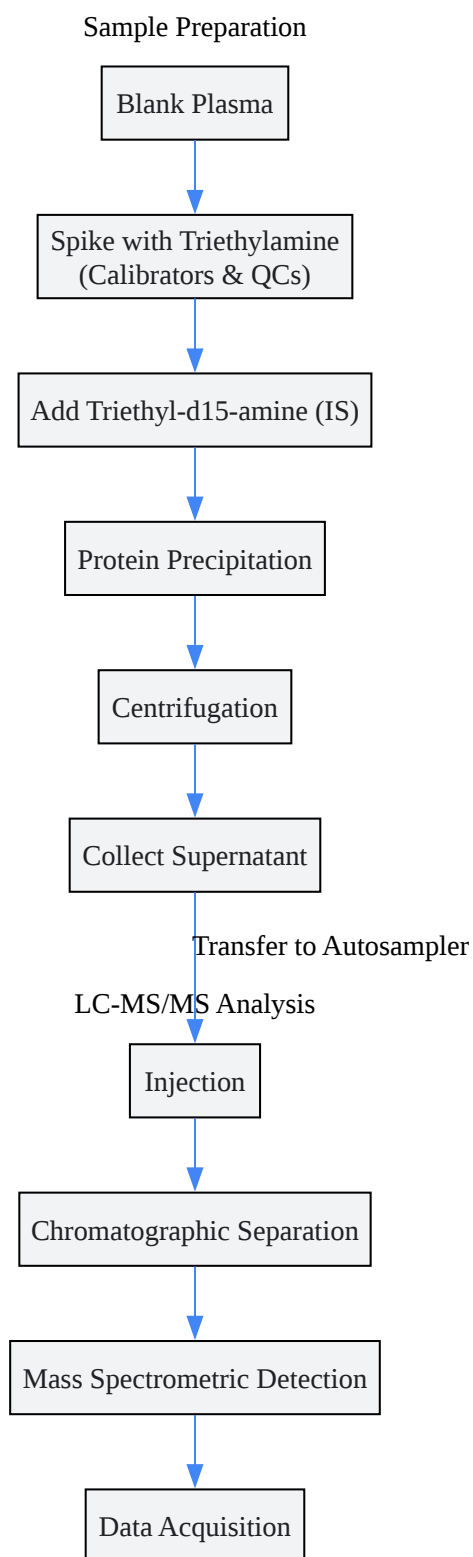 Sample Preparation
Blank Plasma
Spike with Triethylamine
(Calibrators & QCs)
Add Triethyl-d15-amine (IS)
Protein Precipitation
Centrifugation
Collect Supernatant
Transfer to Autosampler
LC-MS/MS Analysis
Injection
Chromatographic Separation
Mass Spectrometric Detection
Data Acquisition